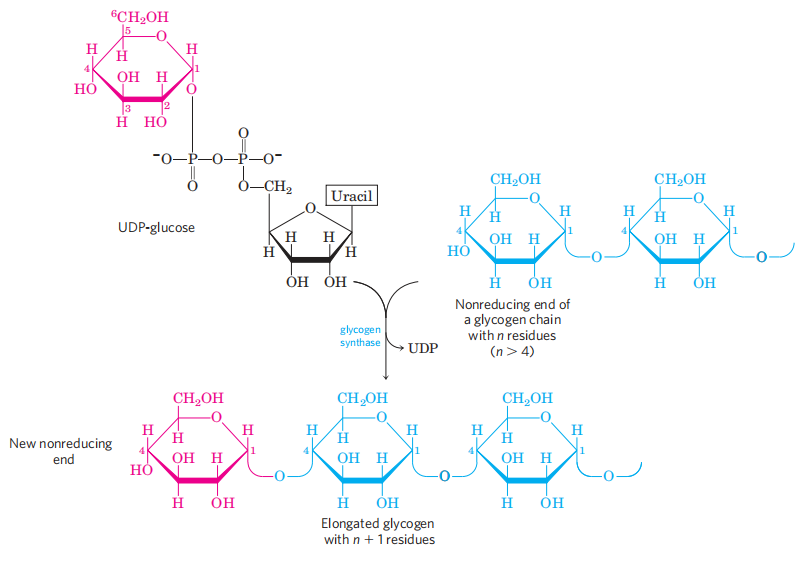 ⁶CH₂OH
5
O
H H H
4 1
OH H
HO O
3 2
H HO
O
⁻O—P—O—P—O⁻
O O—CH₂
Uracil
UDP-glucose
O
H H
H H
OH OH
CH₂OH CH₂OH
O O
H H H H H H
4 1 4 1
OH H OH H
HO O O
H OH H OH
Nonreducing end of
a glycogen chain
with n residues
(n > 4)
glycogen
synthase
UDP
CH₂OH CH₂OH CH₂OH
O O O
H H H H H H H H H
New nonreducing
end
4 1 4 1 4 1
OH H OH H OH H
HO O O O
H OH H OH H OH
Elongated glycogen
with n + 1 residues